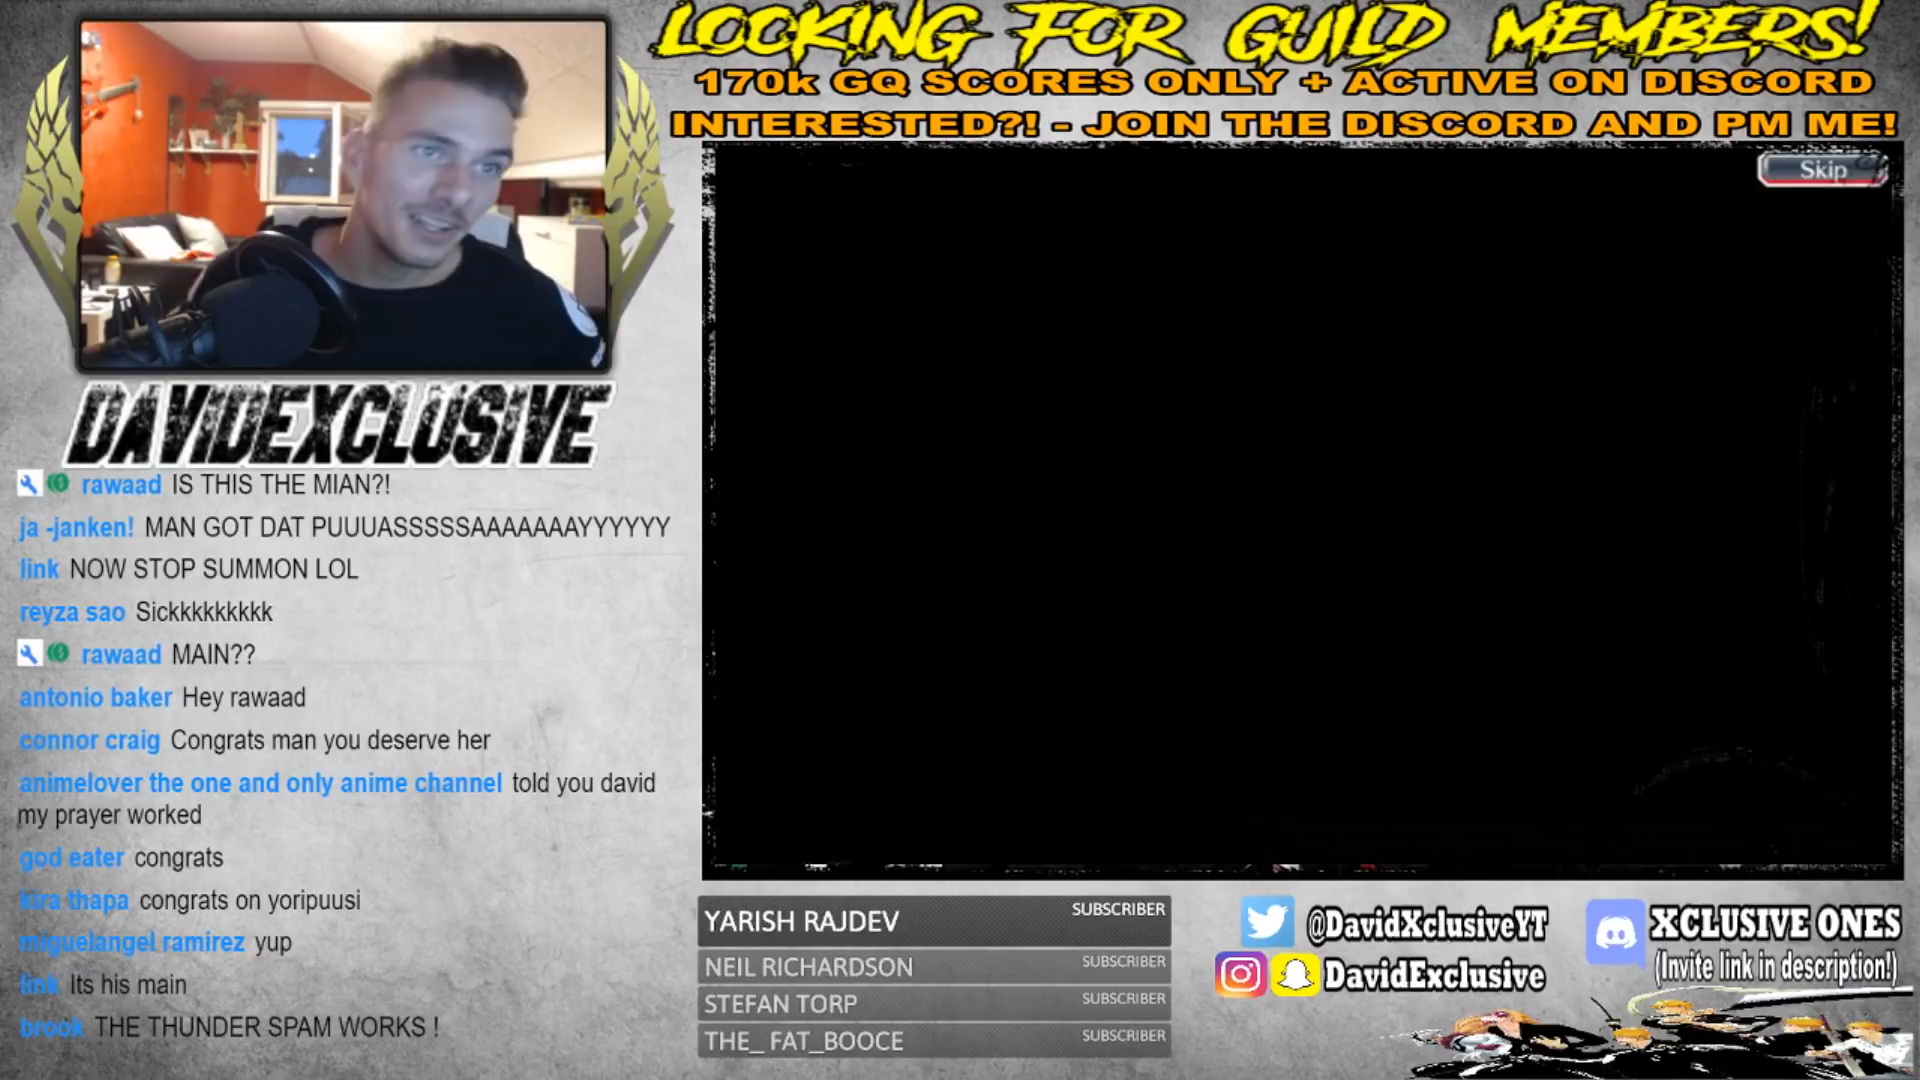 LOOKING FOR GUILD MEMBERS!
170k GQ SCORES ONLY + ACTIVE ON DISCORD
INTERESTED?! - JOIN THE DISCORD AND PM ME!
Skip
DAVIDEXCLUSIVE
rawaad IS THIS THE MIAN?!
ja -janken! MAN GOT DAT PUUUASSSSSAAAAAAAYYYYYY
link NOW STOP SUMMON LOL
reyza sao Sickkkkkkkkk
rawaad MAIN??
antonio baker Hey rawaad
connor craig Congrats man you deserve her
animelover the one and only anime channel told you david
my prayer worked
god eater congrats
kira thapa congrats on yoripuusi
miguelangel ramirez yup
link Its his main
brook THE THUNDER SPAM WORKS !
YARISH RAJDEV SUBSCRIBER
NEIL RICHARDSON SUBSCRIBER
STEFAN TORP SUBSCRIBER
THE_ FAT_BOOCE SUBSCRIBER
@DavidXclusiveYT
DavidExclusive
XCLUSIVE ONES
(Invite link in description!)